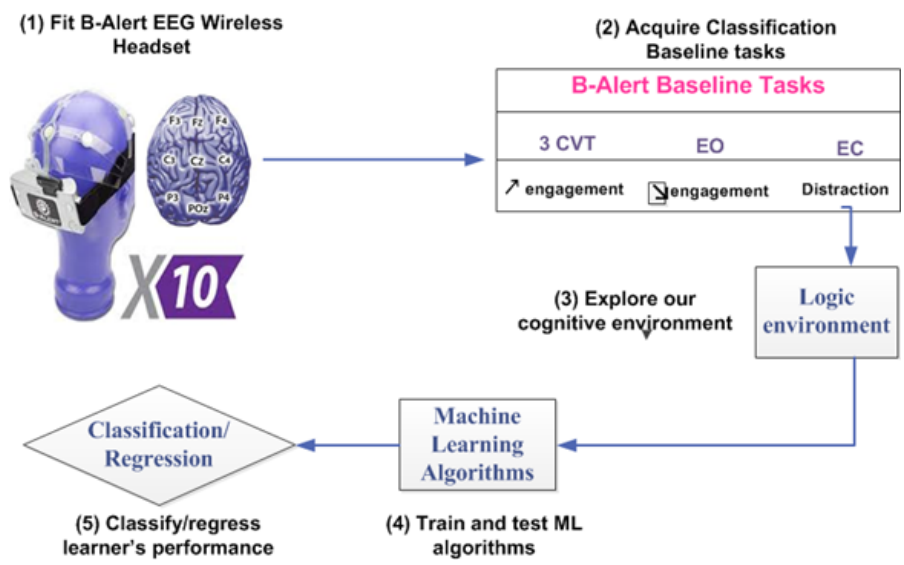 (1) Fit B-Alert EEG Wireless
Headset
F3 FZ F4
C3 CZ C4
P3 P4
POz
B-ALERT
X10
(2) Acquire Classification
Baseline tasks
B-Alert Baseline Tasks
3 CVT EO EC
↗ engagement ↘ engagement Distraction
(3) Explore our
cognitive environment
Logic
environment
Machine
Learning
Algorithms
(4) Train and test ML
algorithms
Classification/
Regression
(5) Classify/regress
learner's performance